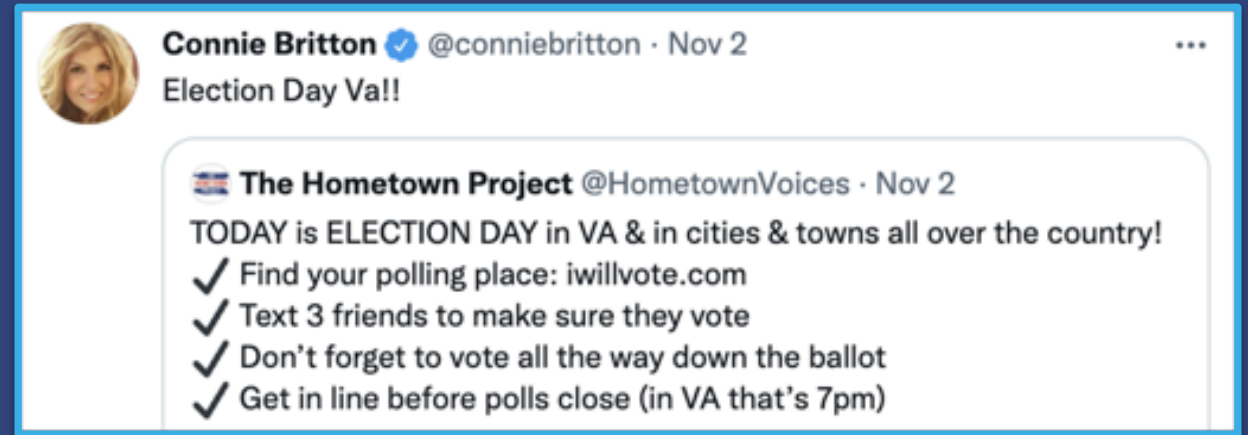 Connie Britton @conniebritton · Nov 2
Election Day Va!!
The Hometown Project @HometownVoices · Nov 2
TODAY is ELECTION DAY in VA & in cities & towns all over the country!
✔ Find your polling place: iwillvote.com
✔ Text 3 friends to make sure they vote
✔ Don't forget to vote all the way down the ballot
✔ Get in line before polls close (in VA that's 7pm)